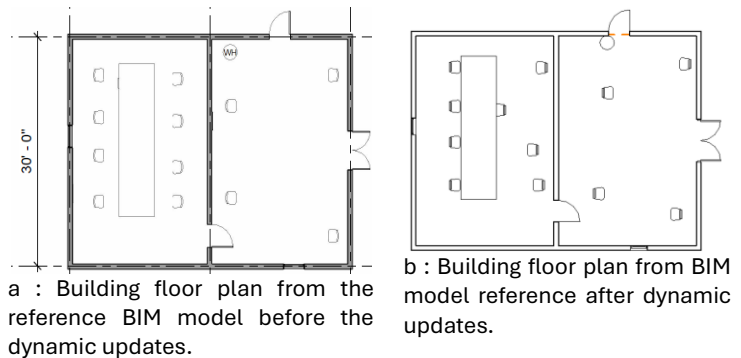 WH
30' - 0"
a : Building floor plan from the
reference BIM model before the
dynamic updates.
b : Building floor plan from BIM
model reference after dynamic
updates.